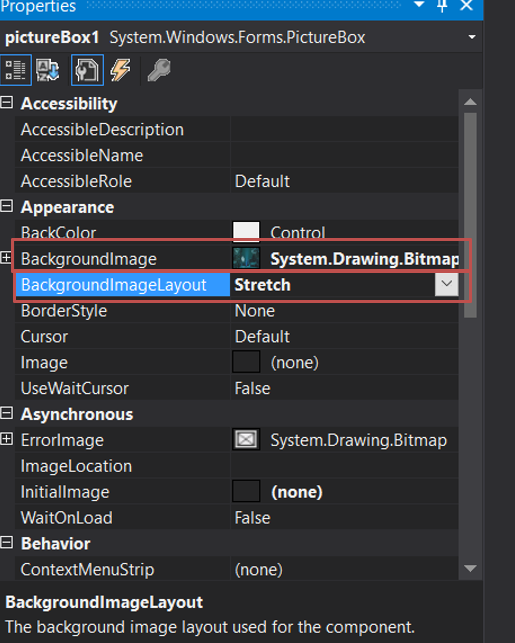 Properties
pictureBox1 System.Windows.Forms.PictureBox
Accessibility
AccessibleDescription
AccessibleName
AccessibleRole Default
Appearance
BackColor Control
BackgroundImage System.Drawing.Bitmap
BackgroundImageLayout Stretch
BorderStyle None
Cursor Default
Image (none)
UseWaitCursor False
Asynchronous
ErrorImage System.Drawing.Bitmap
ImageLocation
InitialImage (none)
WaitOnLoad False
Behavior
ContextMenuStrip (none)
BackgroundImageLayout
The background image layout used for the component.